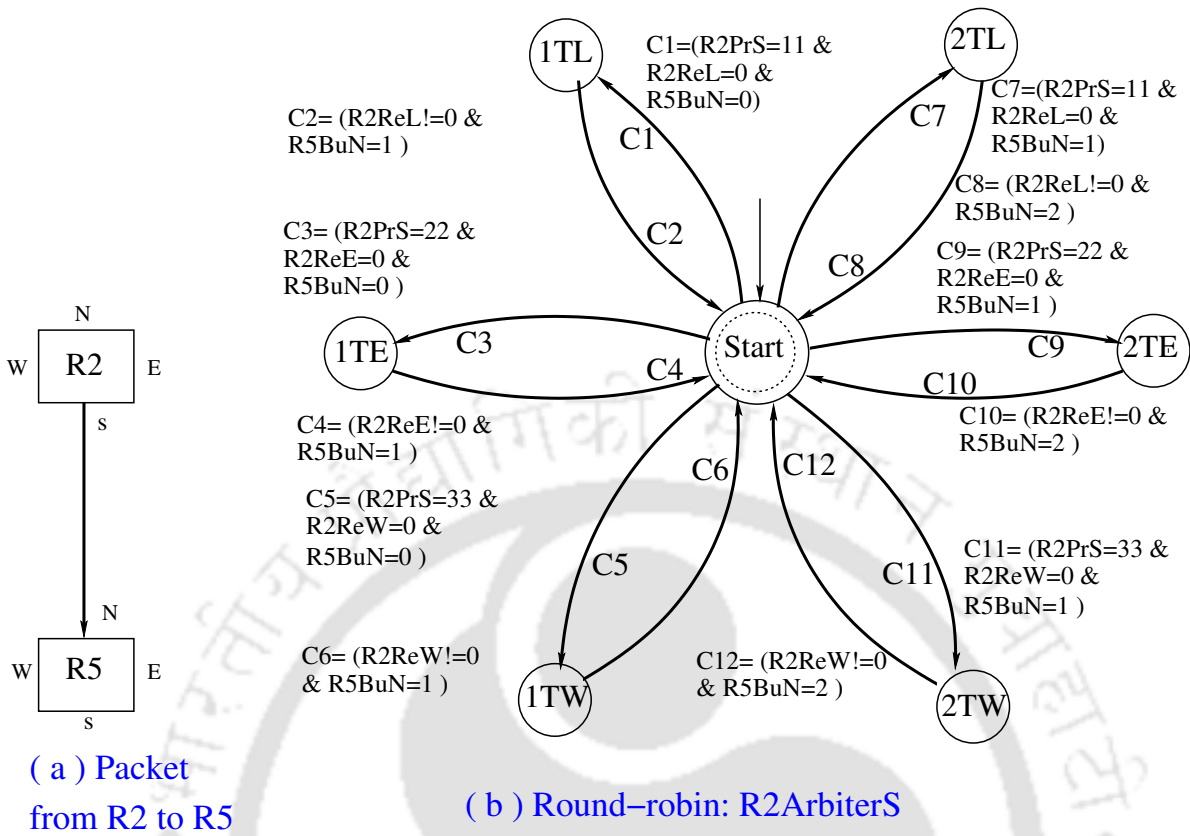 1TL
C1=(R2PrS=11 &
R2ReL=0 &
R5BuN=0)
2TL
C7=(R2PrS=11 &
R2ReL=0 &
R5BuN=1)
C2= (R2ReL!=0 &
R5BuN=1 )
C1
C7
C8= (R2ReL!=0 &
R5BuN=2 )
C3= (R2PrS=22 &
R2ReE=0 &
R5BuN=0 )
C2
C8
C9= (R2PrS=22 &
R2ReE=0 &
R5BuN=1 )
N
W
R2
E
s
1TE
C3
Start
C9
2TE
C4
C10
C4= (R2ReE!=0 &
R5BuN=1 )
C10= (R2ReE!=0 &
R5BuN=2 )
C6
C12
C5= (R2PrS=33 &
R2ReW=0 &
R5BuN=0 )
C5
C11
C11= (R2PrS=33 &
R2ReW=0 &
R5BuN=1 )
N
W
R5
E
s
C6= (R2ReW!=0
& R5BuN=1 )
1TW
C12= (R2ReW!=0
& R5BuN=2 )
2TW
( a ) Packet
from R2 to R5
( b ) Round−robin: R2ArbiterS